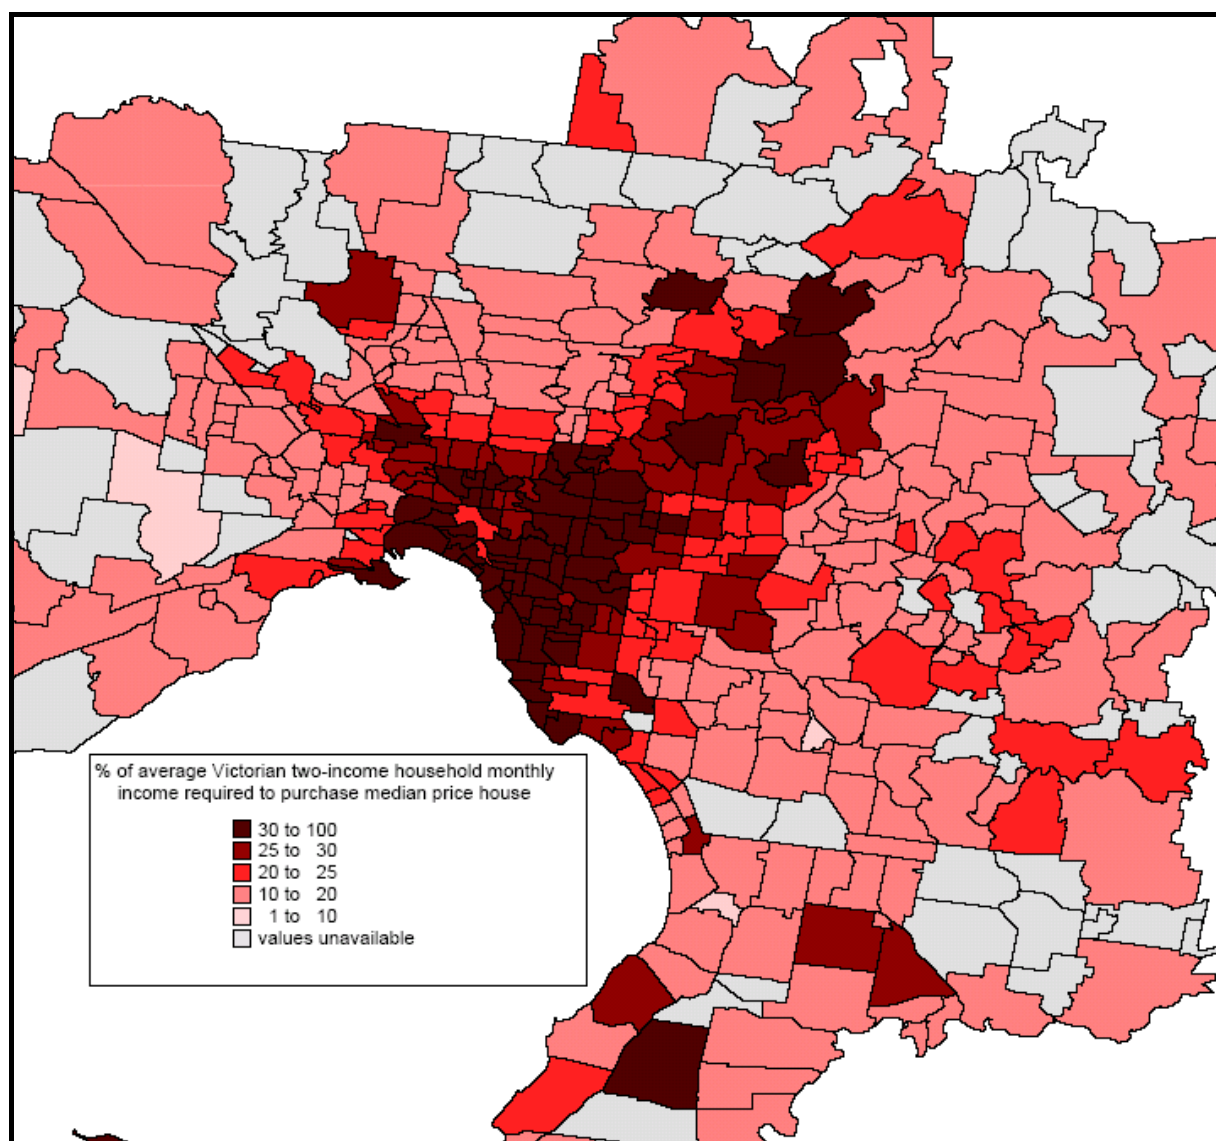 % of average Victorian two-income household monthly
income required to purchase median price house
30 to 100
25 to 30
20 to 25
10 to 20
1 to 10
values unavailable